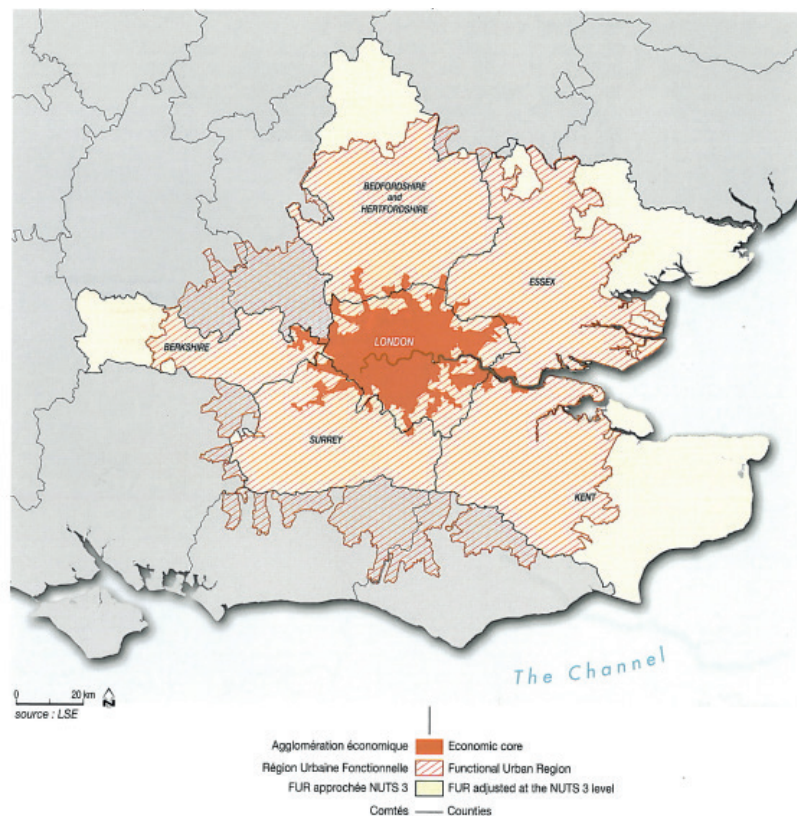 BEDFORDSHIRE
and
HERTFORDSHIRE
ESSEX
BERKSHIRE
LONDON
SURREY
KENT
The Channel
0 20 km
N
source : LSE
Agglomération économique Economic core
Région Urbaine Fonctionnelle Functional Urban Region
FUR approchée NUTS 3 FUR adjusted at the NUTS 3 level
Comtés Counties